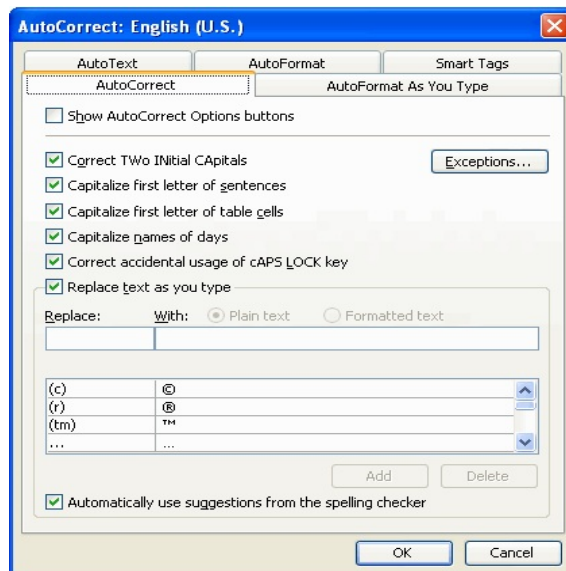 AutoCorrect: English (U.S.)
AutoText AutoFormat Smart Tags
AutoCorrect AutoFormat As You Type
Show AutoCorrect Options buttons
Correct TWo INitial CApitals Exceptions...
Capitalize first letter of sentences
Capitalize first letter of table cells
Capitalize names of days
Correct accidental usage of cAPS LOCK key
Replace text as you type
Replace: With: Plain text Formatted text
(c) ©
(r) ®
(tm) ™
... ...
Add Delete
Automatically use suggestions from the spelling checker
OK Cancel